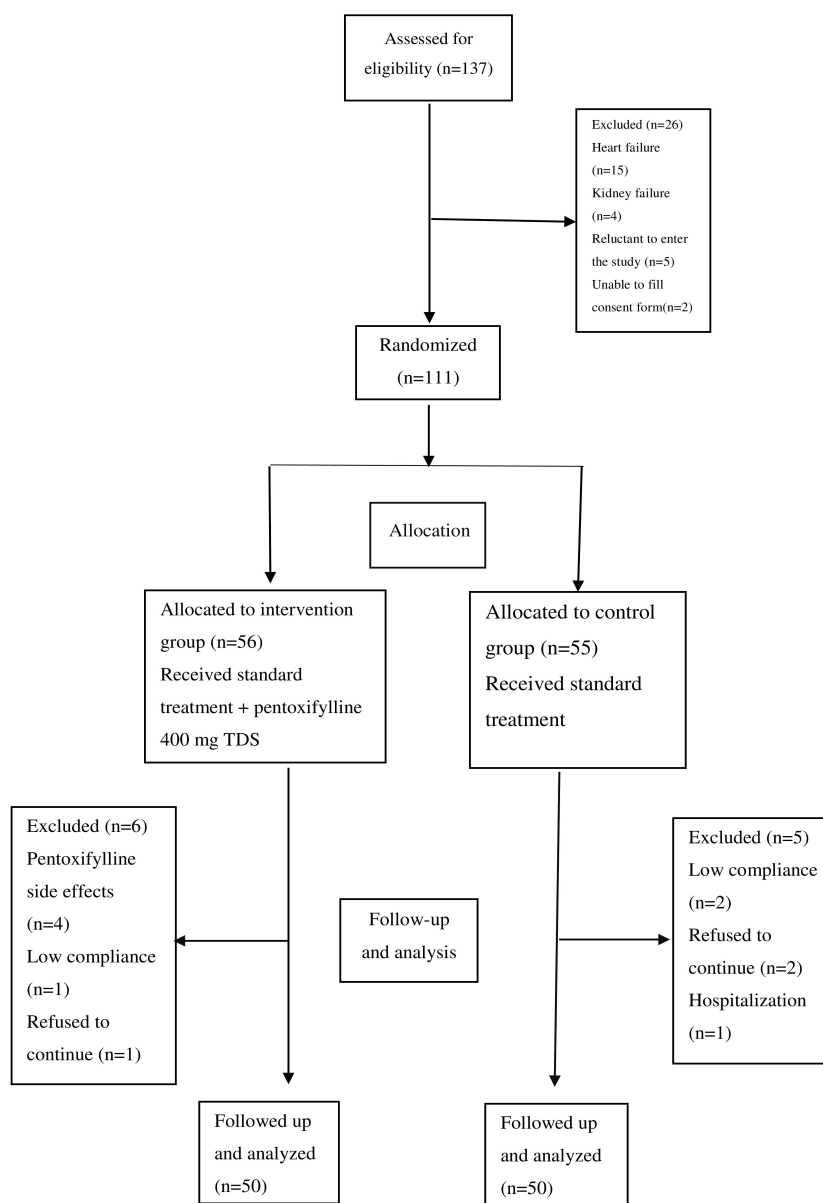 Assessed for
eligibility (n=137)
Excluded (n=26)
Heart failure
(n=15)
Kidney failure
(n=4)
Reluctant to enter
the study (n=5)
Unable to fill
consent form(n=2)
Randomized
(n=111)
Allocation
Allocated to intervention
group (n=56)
Received standard
treatment + pentoxifylline
400 mg TDS
Allocated to control
group (n=55)
Received standard
treatment
Excluded (n=6)
Pentoxifylline
side effects
(n=4)
Low compliance
(n=1)
Refused to
continue (n=1)
Follow-up
and analysis
Excluded (n=5)
Low compliance
(n=2)
Refused to
continue (n=2)
Hospitalization
(n=1)
Followed up
and analyzed
(n=50)
Followed up
and analyzed
(n=50)